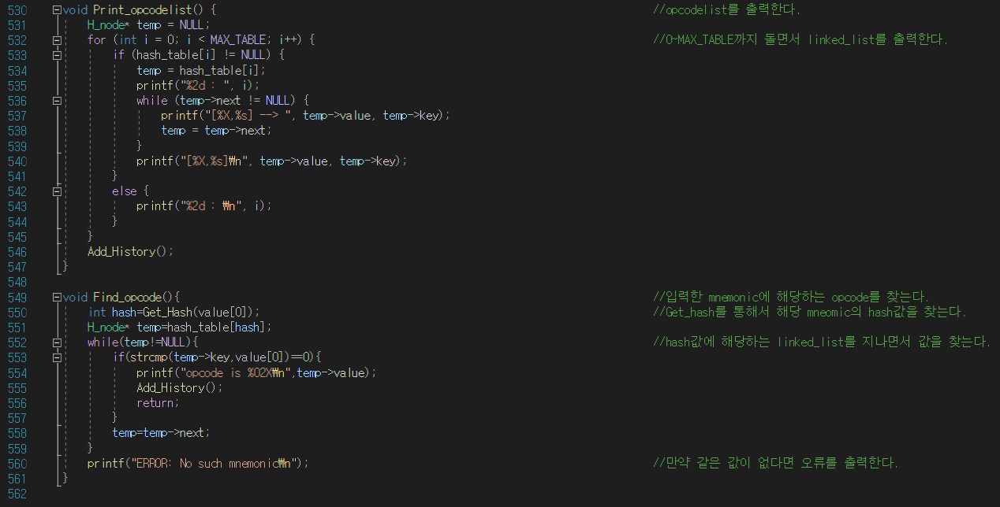 530 void Print_opcodelist() { //opcodelist를 출력한다.
531 H_node* temp = NULL;
532 for (int i = 0; i < MAX_TABLE; i++) { //0~MAX_TABLE까지 돌면서 linked_list를 출력한다.
533 if (hash_table[i] != NULL) {
534 temp = hash_table[i];
535 printf("%2d : ", i);
536 while (temp->next != NULL) {
537 printf("[%X,%s] --> ", temp->value, temp->key);
538 temp = temp->next;
539 }
540 printf("[%X,%s]₩n", temp->value, temp->key);
541 }
542 else {
543 printf("%2d : ₩n", i);
544 }
545 }
546 Add_History();
547 }
548
549 void Find_opcode(){ //입력한 mnemonic에 해당하는 opcode를 찾는다.
550 int hash=Get_Hash(value[0]); //Get_hash를 통해서 해당 mneomic의 hash값을 찾는다.
551 H_node* temp=hash_table[hash];
552 while(temp!=NULL){ //hash값에 해당하는 linked_list를 지나면서 값을 찾는다.
553 if(strcmp(temp->key,value[0])==0){
554 printf("opcode is %02X₩n",temp->value);
555 Add_History();
556 return;
557 }
558 temp=temp->next;
559 }
560 printf("ERROR: No such mnemonic₩n"); //만약 같은 값이 없다면 오류를 출력한다.
561 }
562